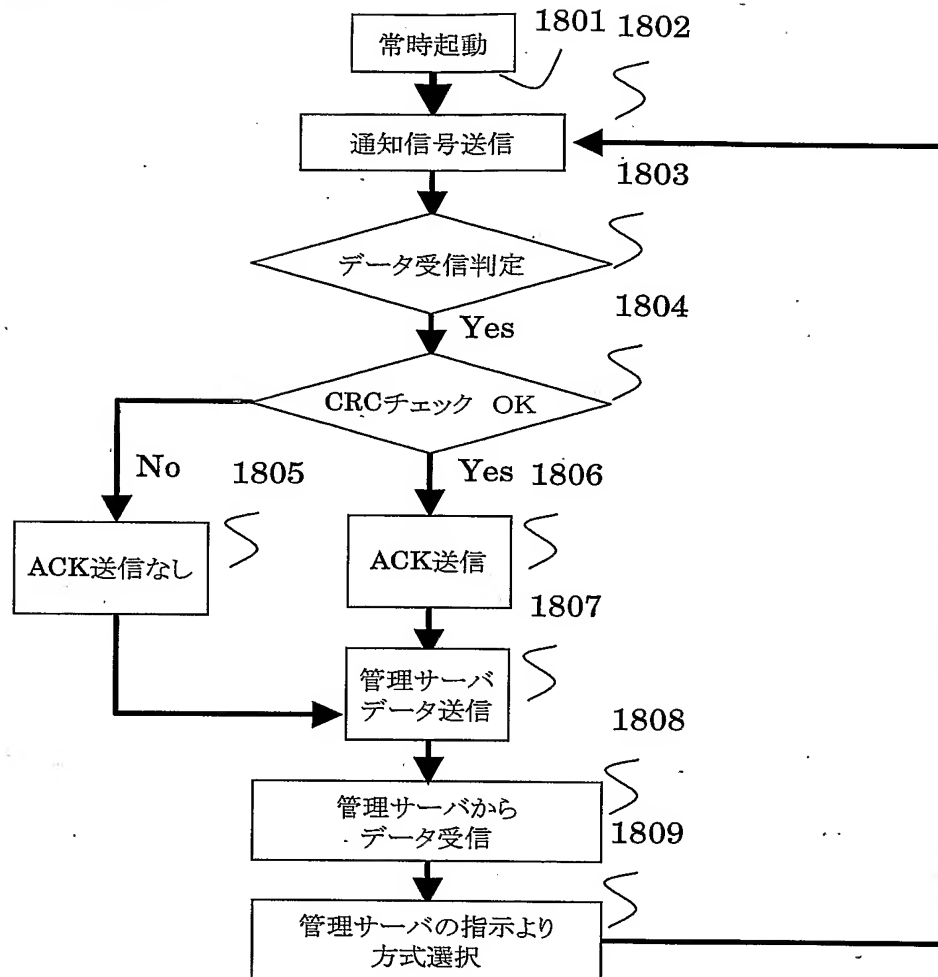 1801
1802
常時起動
通知信号送信
1803
データ受信判定
1804
Yes
CRCチェック OK
No
1805
Yes
1806
ACK送信なし
ACK送信
1807
管理サーバ
データ送信
1808
管理サーバから
データ受信
1809
管理サーバの指示より
方式選択